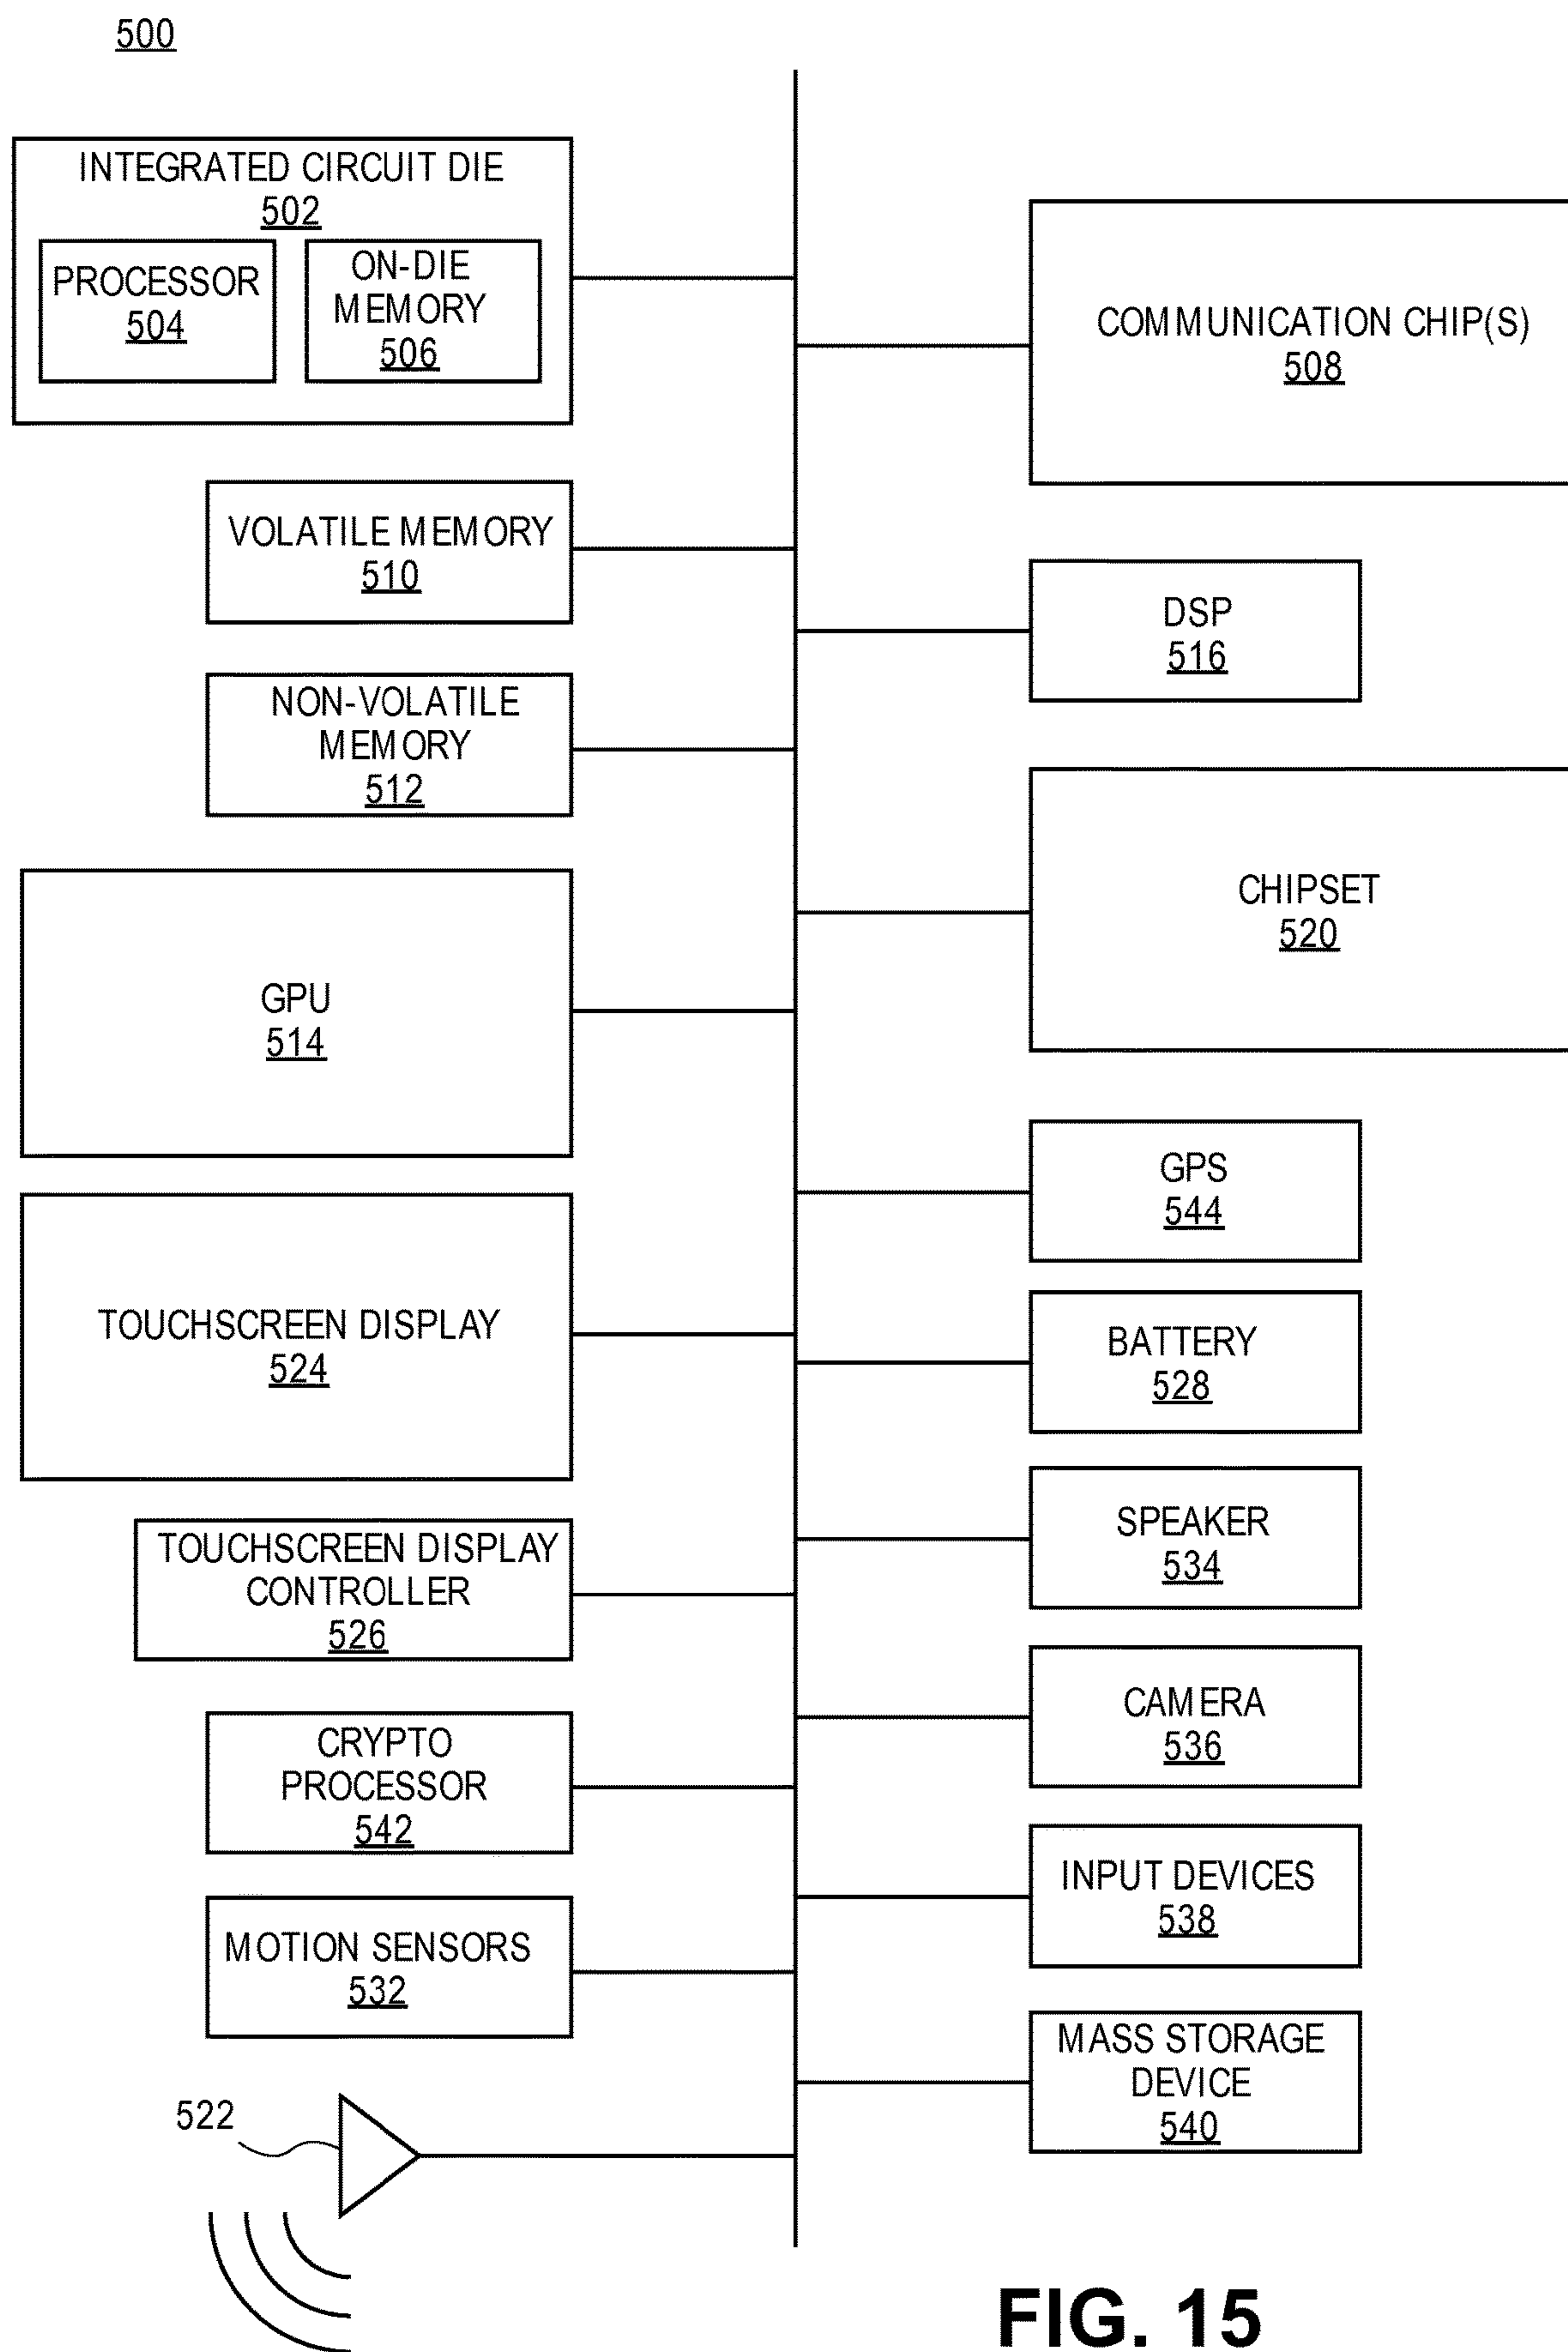 500
INTEGRATED CIRCUIT DIE
502
PROCESSOR
504
ON-DIE
MEMORY
506
VOLATILE MEMORY
510
NON-VOLATILE
MEMORY
512
GPU
514
TOUCHSCREEN DISPLAY
524
TOUCHSCREEN DISPLAY
CONTROLLER
526
CRYPTO
PROCESSOR
542
MOTION SENSORS
532
522
COMMUNICATION CHIP(S)
508
DSP
516
CHIPSET
520
GPS
544
BATTERY
528
SPEAKER
534
CAMERA
536
INPUT DEVICES
538
MASS STORAGE
DEVICE
540
FIG. 15